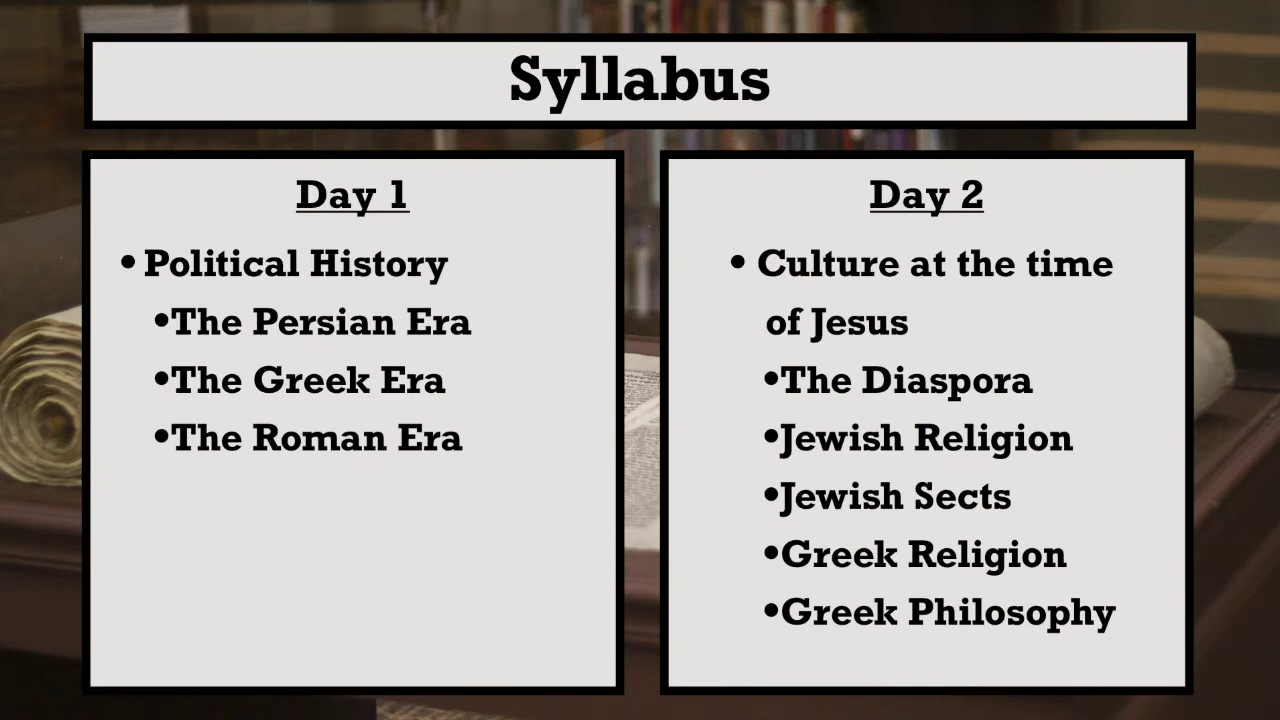 Syllabus
Day 1
• Political History
•The Persian Era
•The Greek Era
•The Roman Era
Day 2
• Culture at the time
of Jesus
•The Diaspora
•Jewish Religion
•Jewish Sects
•Greek Religion
•Greek Philosophy